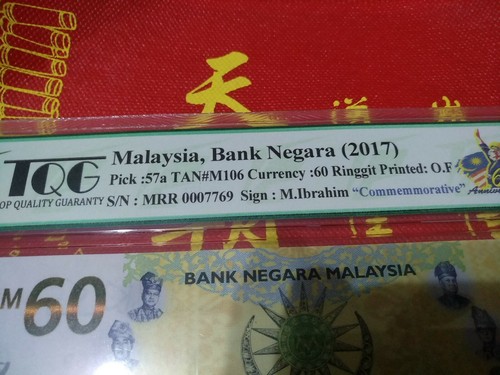 天
TQG
TOP QUALITY GUARANTY
Malaysia, Bank Negara (2017)
Pick :57a TAN#M106 Currency :60 Ringgit Printed: O.F
S/N : MRR 0007769 Sign : M.Ibrahim "Commemorative"
BANK NEGARA MALAYSIA
RM60